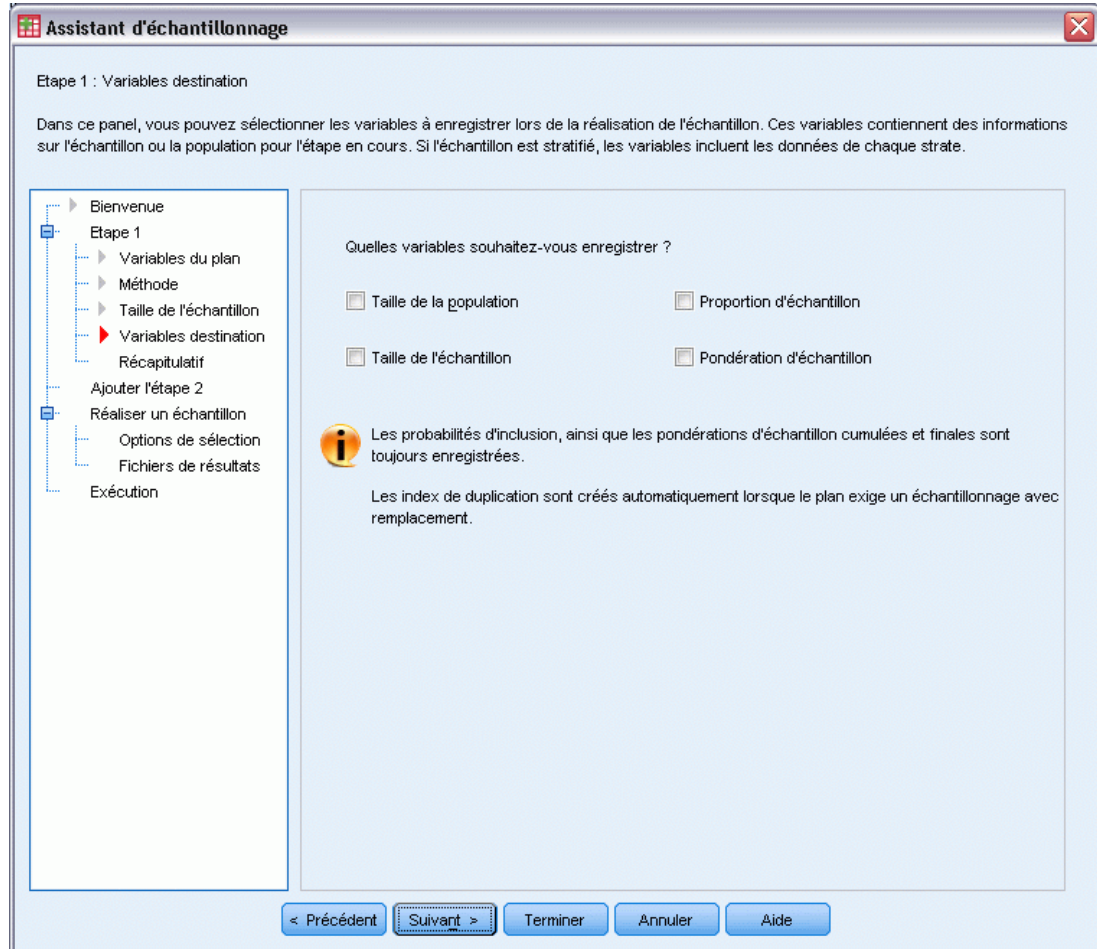 Assistant d'échantillonnage
Etape 1 : Variables destination
Dans ce panel, vous pouvez sélectionner les variables à enregistrer lors de la réalisation de l'échantillon. Ces variables contiennent des informations
sur l'échantillon ou la population pour l'étape en cours. Si l'échantillon est stratifié, les variables incluent les données de chaque strate.
Bienvenue
Etape 1
Variables du plan
Méthode
Taille de l'échantillon
Variables destination
Récapitulatif
Ajouter l'étape 2
Réaliser un échantillon
Options de sélection
Fichiers de résultats
Exécution
Quelles variables souhaitez-vous enregistrer ?
Taille de la population
Proportion d'échantillon
Taille de l'échantillon
Pondération d'échantillon
Les probabilités d'inclusion, ainsi que les pondérations d'échantillon cumulées et finales sont
toujours enregistrées.
Les index de duplication sont créés automatiquement lorsque le plan exige un échantillonnage avec
remplacement.
< Précédent
Suivant >
Terminer
Annuler
Aide